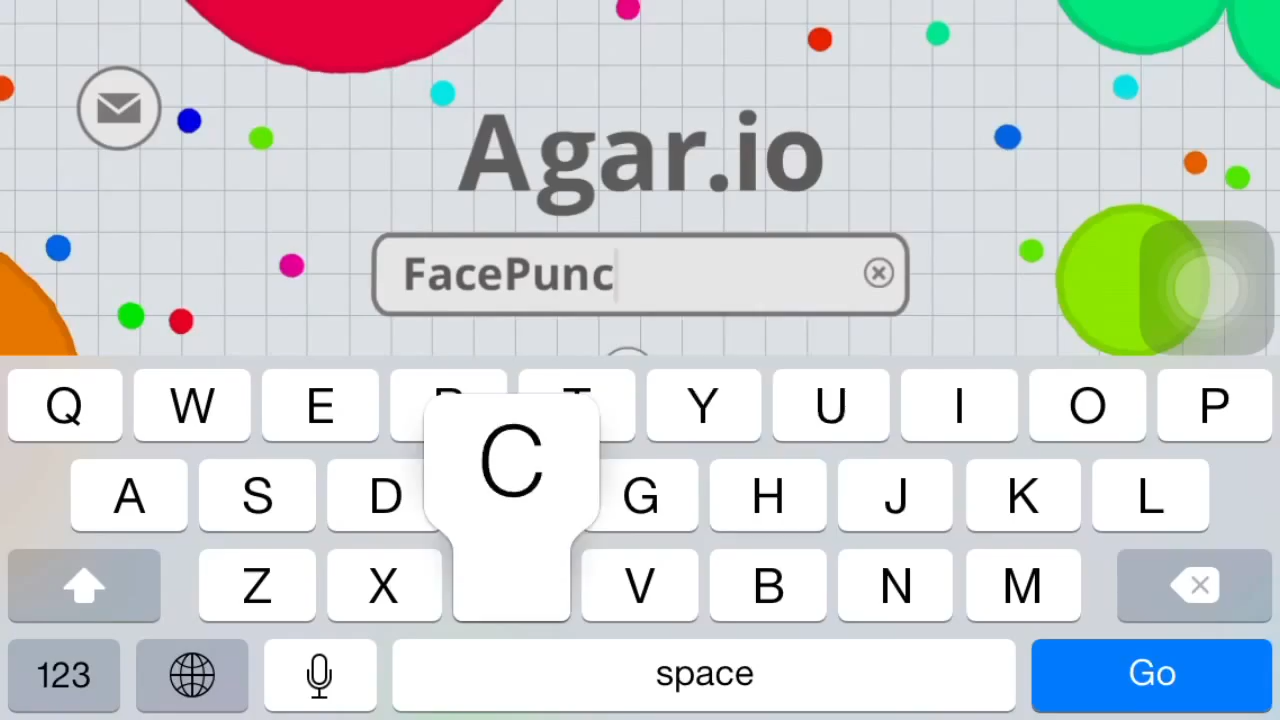 Agar.io
FacePunc
Q W E R T Y U I O P
A S D C G H J K L
Z X V B N M
123 space Go